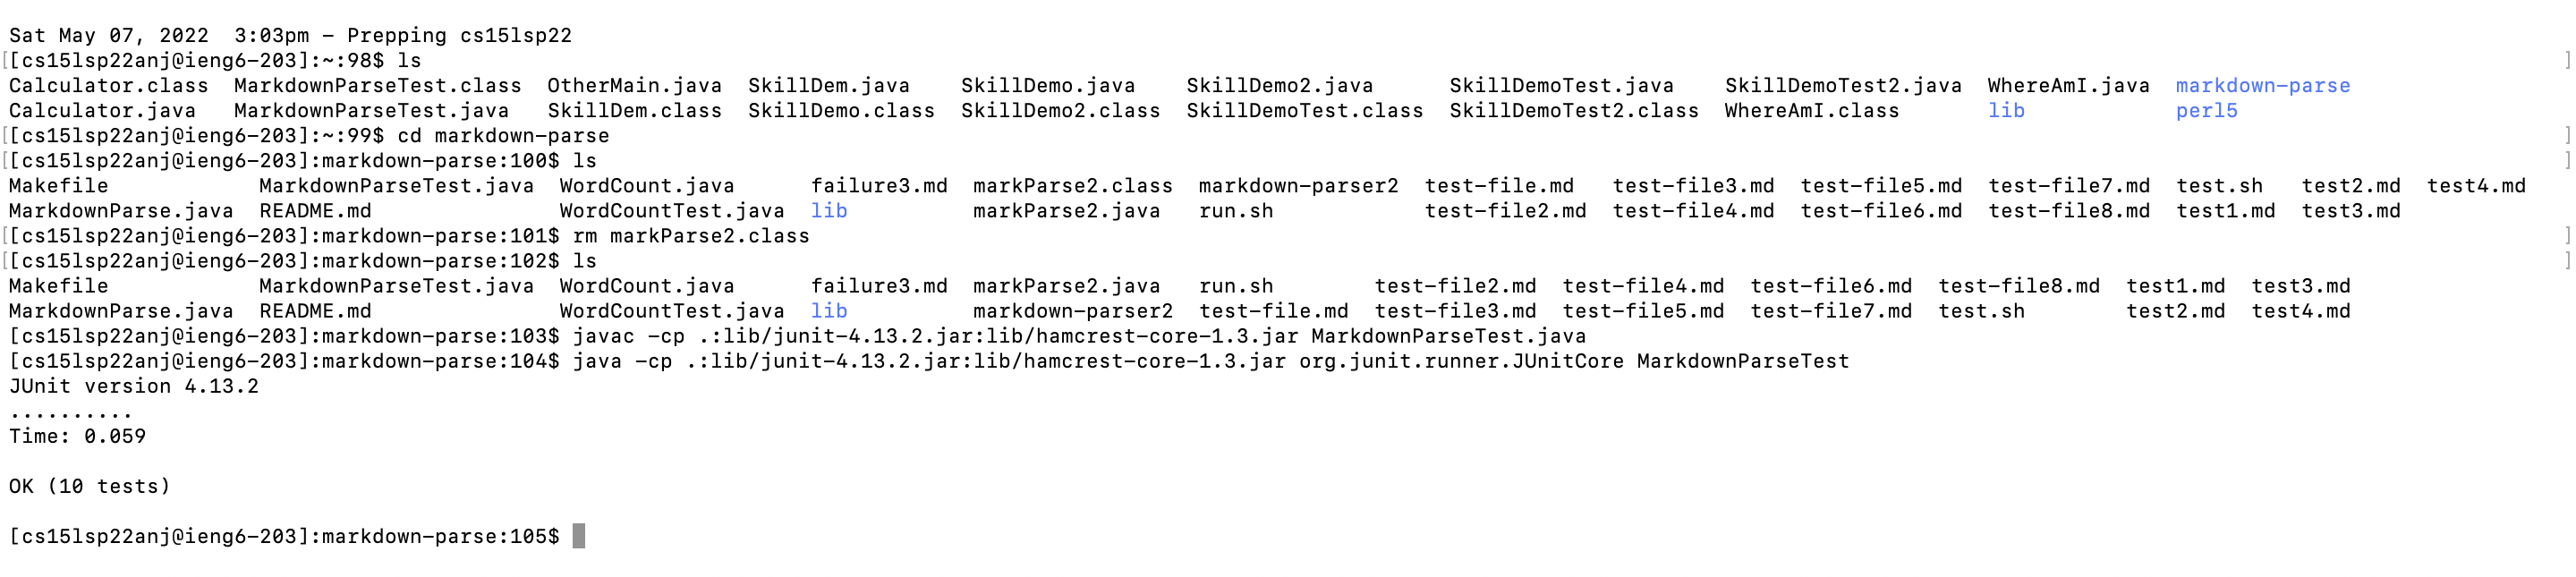 Sat May 07, 2022  3:03pm - Prepping cs15lsp22
[[cs15lsp22anj@ieng6-203]:~:98$ ls ]
Calculator.class  MarkdownParseTest.class  OtherMain.java  SkillDem.java    SkillDemo.java    SkillDemo2.java      SkillDemoTest.java    SkillDemoTest2.java  WhereAmI.java  markdown-parse
Calculator.java   MarkdownParseTest.java   SkillDem.class  SkillDemo.class  SkillDemo2.class  SkillDemoTest.class  SkillDemoTest2.class  WhereAmI.class       lib            perl5
[[cs15lsp22anj@ieng6-203]:~:99$ cd markdown-parse ]
[[cs15lsp22anj@ieng6-203]:markdown-parse:100$ ls ]
Makefile            MarkdownParseTest.java  WordCount.java      failure3.md  markParse2.class  markdown-parser2  test-file.md   test-file3.md  test-file5.md  test-file7.md  test.sh   test2.md  test4.md
MarkdownParse.java  README.md               WordCountTest.java  lib          markParse2.java   run.sh            test-file2.md  test-file4.md  test-file6.md  test-file8.md  test1.md  test3.md
[[cs15lsp22anj@ieng6-203]:markdown-parse:101$ rm markParse2.class ]
[[cs15lsp22anj@ieng6-203]:markdown-parse:102$ ls ]
Makefile            MarkdownParseTest.java  WordCount.java      failure3.md  markParse2.java   run.sh        test-file2.md  test-file4.md  test-file6.md  test-file8.md  test1.md  test3.md
MarkdownParse.java  README.md               WordCountTest.java  lib          markdown-parser2  test-file.md  test-file3.md  test-file5.md  test-file7.md  test.sh        test2.md  test4.md
[cs15lsp22anj@ieng6-203]:markdown-parse:103$ javac -cp .:lib/junit-4.13.2.jar:lib/hamcrest-core-1.3.jar MarkdownParseTest.java
[cs15lsp22anj@ieng6-203]:markdown-parse:104$ java -cp .:lib/junit-4.13.2.jar:lib/hamcrest-core-1.3.jar org.junit.runner.JUnitCore MarkdownParseTest
JUnit version 4.13.2
..........
Time: 0.059
OK (10 tests)
[cs15lsp22anj@ieng6-203]:markdown-parse:105$